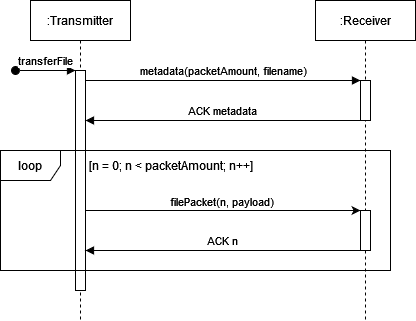 :Transmitter
:Receiver
transferFile
metadata(packetAmount, filename)
ACK metadata
loop
[n = 0; n < packetAmount; n++]
filePacket(n, payload)
ACK n